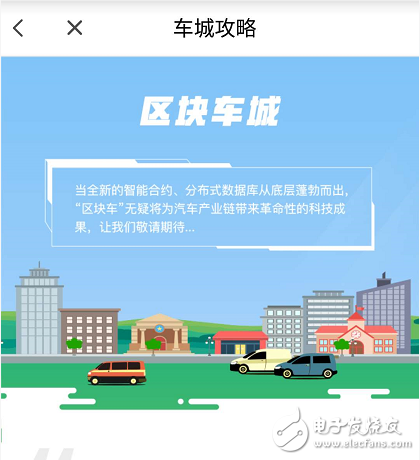 车城攻略
区块车城
当全新的智能合约、分布式数据库从底层蓬勃而出，
“区块车”无疑将为汽车产业链带来革命性的科技成
果，让我们敬请期待...
电子发烧友
www.elecfans.com